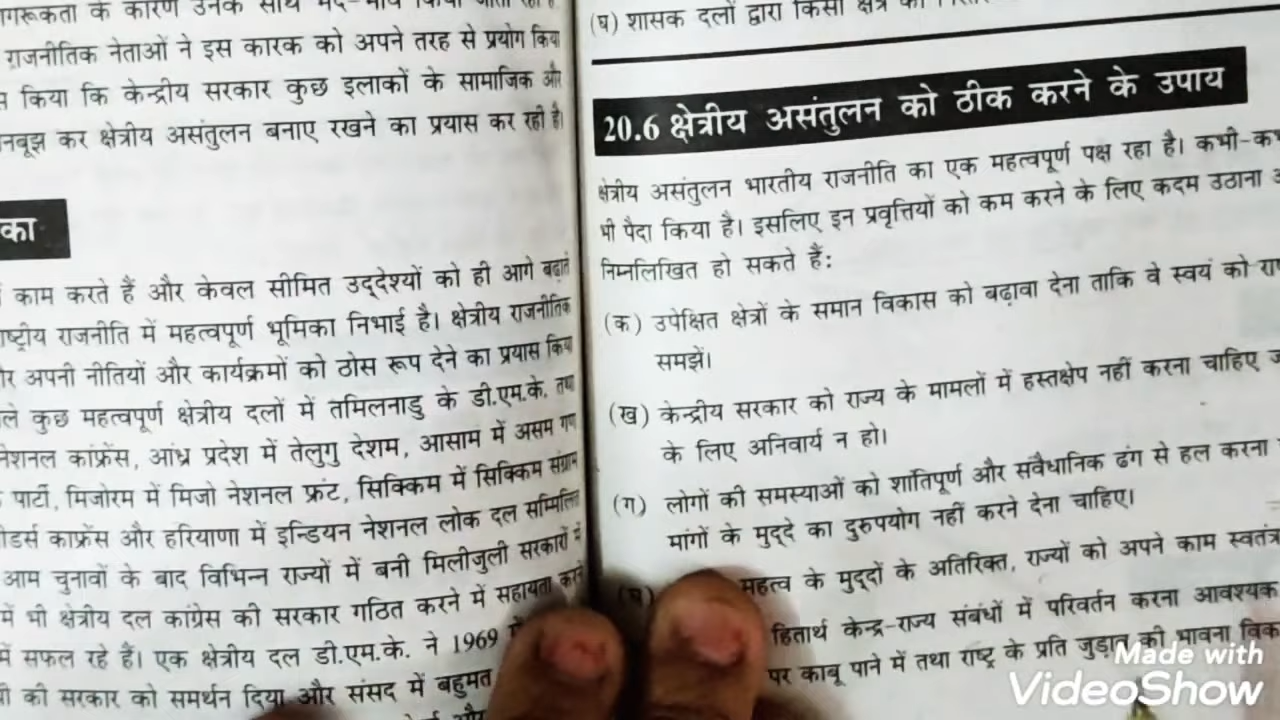 राजनीतिक नेताओं ने इस कारक को अपने तरह से प्रयोग किया
किया कि केन्द्रीय सरकार कुछ इलाकों के सामाजिक और
कर क्षेत्रीय असंतुलन बनाए रखने का प्रयास कर रही है।
का
काम करते हैं और केवल सीमित उद्देश्यों को ही आगे बढ़ाते
राजनीति में महत्वपूर्ण भूमिका निभाई है। क्षेत्रीय राजनीतिक
अपनी नीतियों और कार्यक्रमों को ठोस रूप देने का प्रयास किया
कुछ महत्वपूर्ण क्षेत्रीय दलों में तमिलनाडु के डी.एम.के. तथा
नेशनल कांफ्रेंस, आंध्र प्रदेश में तेलुगु देशम, आसाम में असम गण
पार्टी, मिजोरम में मिजो नेशनल फ्रंट, सिक्किम में सिक्किम संग्राम
काफ्रेंस और हरियाणा में इन्डियन नेशनल लोक दल सम्मिलित
आम चुनावों के बाद विभिन्न राज्यों में बनी मिलीजुली सरकारों में
में भी क्षेत्रीय दल कांग्रेस की सरकार गठित करने में सहायता करने
में सफल रहे हैं। एक क्षेत्रीय दल डी.एम.के. ने 1969
की सरकार को समर्थन दिया और संसद में बहुमत
(घ) शासक दलों द्वारा किसी क्षेत्र
20.6 क्षेत्रीय असंतुलन को ठीक करने के उपाय
क्षेत्रीय असंतुलन भारतीय राजनीति का एक महत्वपूर्ण पक्ष रहा है।
भी पैदा किया है। इसलिए इन प्रवृत्तियों को कम करने के लिए कदम उठाना
निम्नलिखित हो सकते हैं:
(क) उपेक्षित क्षेत्रों के समान विकास को बढ़ावा देना ताकि वे स्वयं को
समझें।
(ख) केन्द्रीय सरकार को राज्य के मामलों में हस्तक्षेप नहीं करना चाहिए
के लिए अनिवार्य न हो।
(ग) लोगों की समस्याओं को शांतिपूर्ण और सवैधानिक ढंग से हल करना
मांगों के मुद्दे का दुरुपयोग नहीं करने देना चाहिए।
महत्व के मुद्दों के अतिरिक्त, राज्यों को अपने काम
हितार्थ केन्द्र-राज्य संबंधों में परिवर्तन करना आवश्यक
पर काबू पाने में तथा राष्ट्र के प्रति जुड़ाव की भावना
Made with
VideoShow